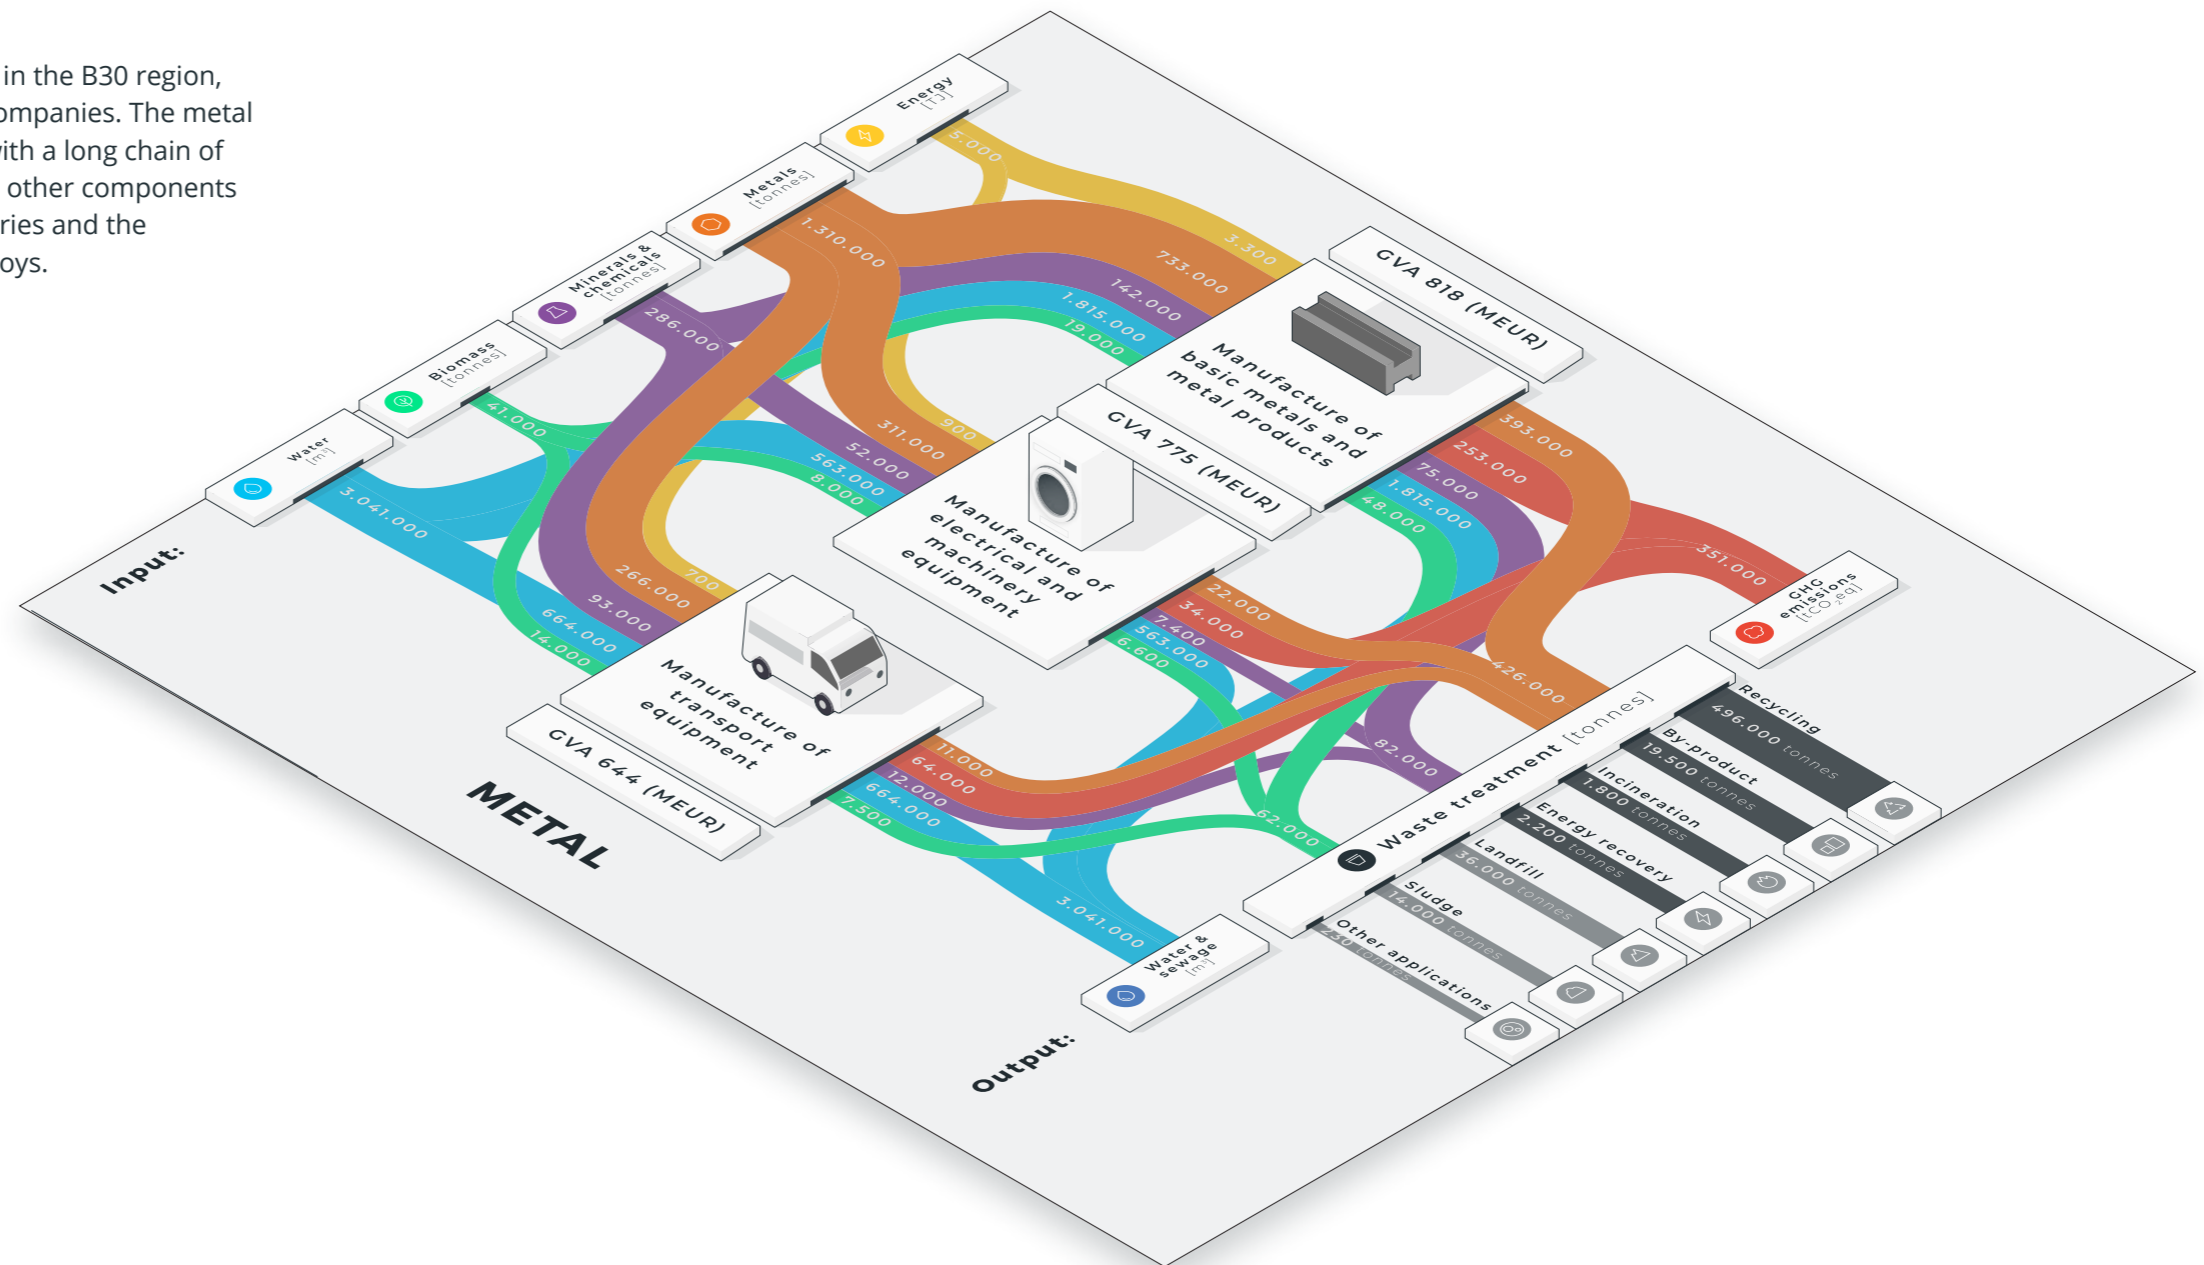 in the B30 region,
ompanies. The metal
vith a long chain of
other components
ries and the
oys.
Energy
[TJ]
Metals
[tonnes]
Minerals &
chemicals
[tonnes]
Biomass
[tonnes]
Water
[m³]
Input:
5.000
1.310.000
286.000
41.000
3.041.000
3.300
733.000
142.000
1.815.000
19.000
900
311.000
52.000
563.000
8.000
700
266.000
93.000
664.000
14.000
GVA 818 (MEUR)
Manufacture of
basic metals and
metal products
GVA 775 (MEUR)
Manufacture of
electrical and
machinery
equipment
Manufacture of
transport
equipment
GVA 644 (MEUR)
METAL
393.000
253.000
75.000
1.815.000
48.000
22.000
34.000
7.400
563.000
6.600
11.000
64.000
12.000
664.000
7.500
351.000
426.000
82.000
62.000
3.041.000
GHG
emissions
[tCO₂eq]
Waste treatment [tonnes]
Water &
sewage
[m³]
Output:
Recycling
496.000 tonnes
By-product
19.500 tonnes
Incineration
1.800 tonnes
Energy recovery
2.200 tonnes
Landfill
36.000 tonnes
Sludge
14.000 tonnes
Other applications
230 tonnes